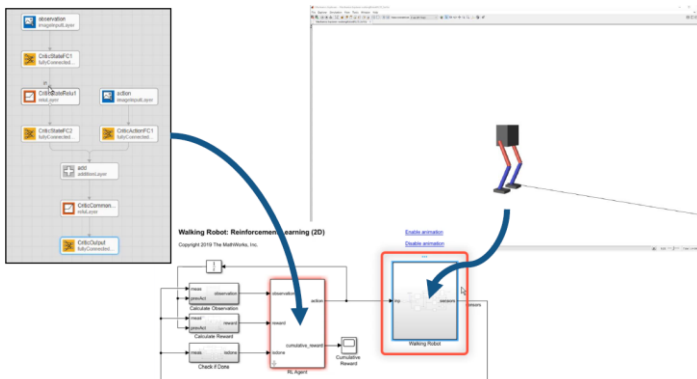 observation
imageInputLayer
CriticStateFC1
fullyConnected...
CriticStateRelu1
reluLayer
action
imageInputLayer
CriticStateFC2
fullyConnected...
CriticActionFC1
fullyConnected...
add
additionLayer
CriticCommon...
reluLayer
CriticOutput
fullyConnected...
Walking Robot: Reinforcement Learning (2D)
Copyright 2019 The MathWorks, Inc.
Enable animation
Disable animation
meas
prevAct
observation
Calculate Observation
meas
prevAct
reward
Calculate Reward
meas
isdone
Check if Done
observation
reward
isdone
action
cumulative_reward
RL Agent
Cumulative
Reward
trq
sensors
Walking Robot
sensors